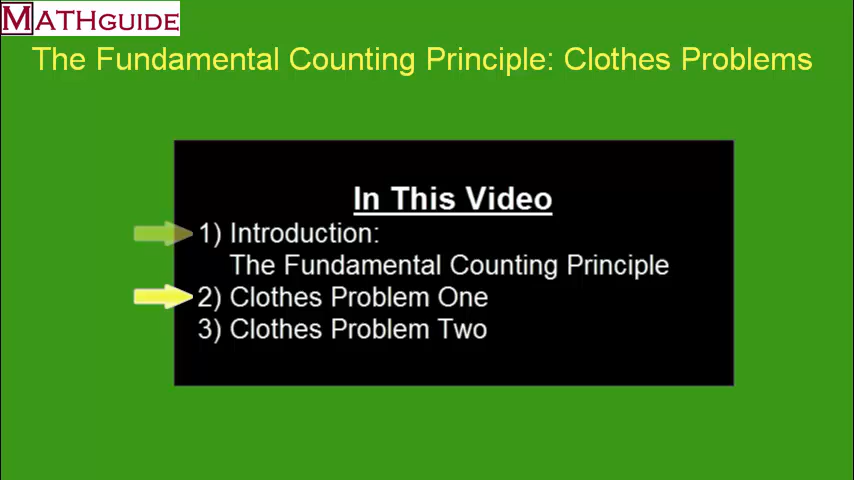 MATHGUIDE
The Fundamental Counting Principle: Clothes Problems
In This Video
1) Introduction:
The Fundamental Counting Principle
2) Clothes Problem One
3) Clothes Problem Two